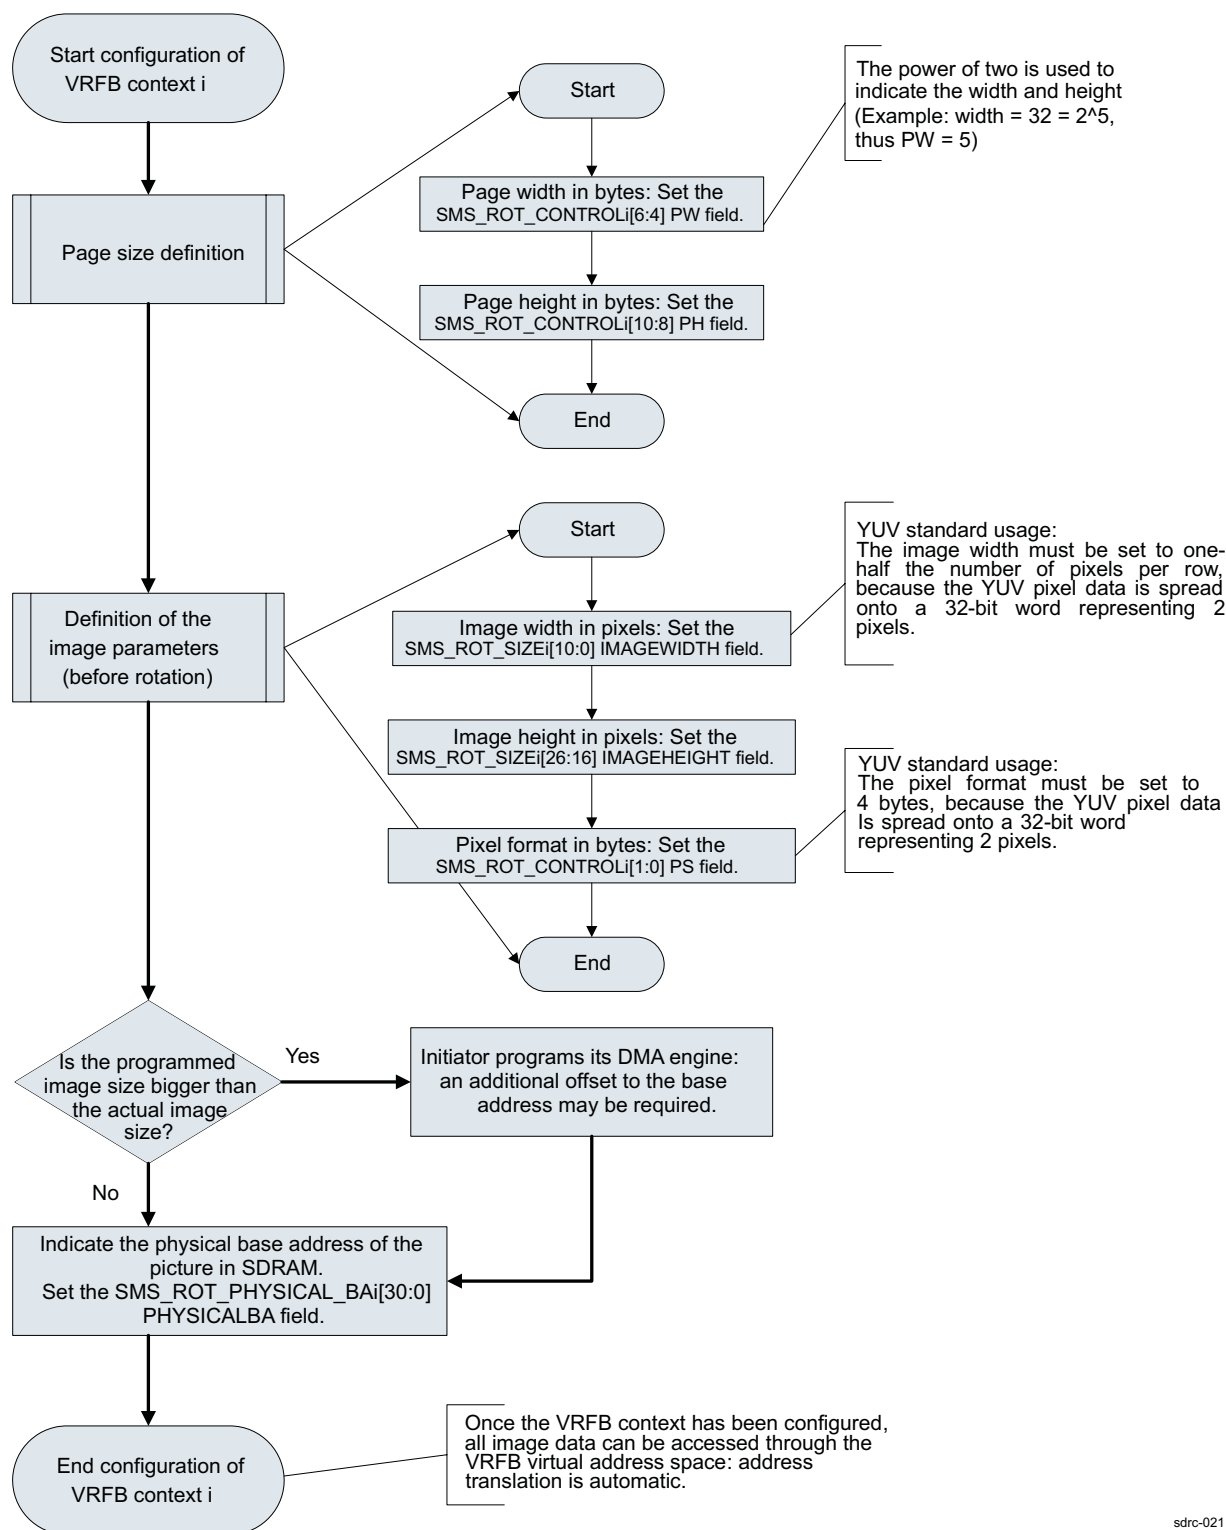 Start configuration of
VRFB context i
Start
The power of two is used to
indicate the width and height
(Example: width = 32 = 2^5,
thus PW = 5)
Page width in bytes: Set the
SMS_ROT_CONTROLi[6:4] PW field.
Page size definition
Page height in bytes: Set the
SMS_ROT_CONTROLi[10:8] PH field.
End
Start
YUV standard usage:
The image width must be set to one-
half the number of pixels per row,
because the YUV pixel data is spread
onto a 32-bit word representing 2
pixels.
Definition of the
image parameters
(before rotation)
Image width in pixels: Set the
SMS_ROT_SIZEi[10:0] IMAGEWIDTH field.
Image height in pixels: Set the
SMS_ROT_SIZEi[26:16] IMAGEHEIGHT field.
YUV standard usage:
The pixel format must be set to
4 bytes, because the YUV pixel data
Is spread onto a 32-bit word
representing 2 pixels.
Pixel format in bytes: Set the
SMS_ROT_CONTROLi[1:0] PS field.
End
Is the programmed
image size bigger than
the actual image
size?
Yes
Initiator programs its DMA engine:
an additional offset to the base
address may be required.
No
Indicate the physical base address of the
picture in SDRAM.
Set the SMS_ROT_PHYSICAL_BAi[30:0]
PHYSICALBA field.
End configuration of
VRFB context i
Once the VRFB context has been configured,
all image data can be accessed through the
VRFB virtual address space: address
translation is automatic.
sdrc-021